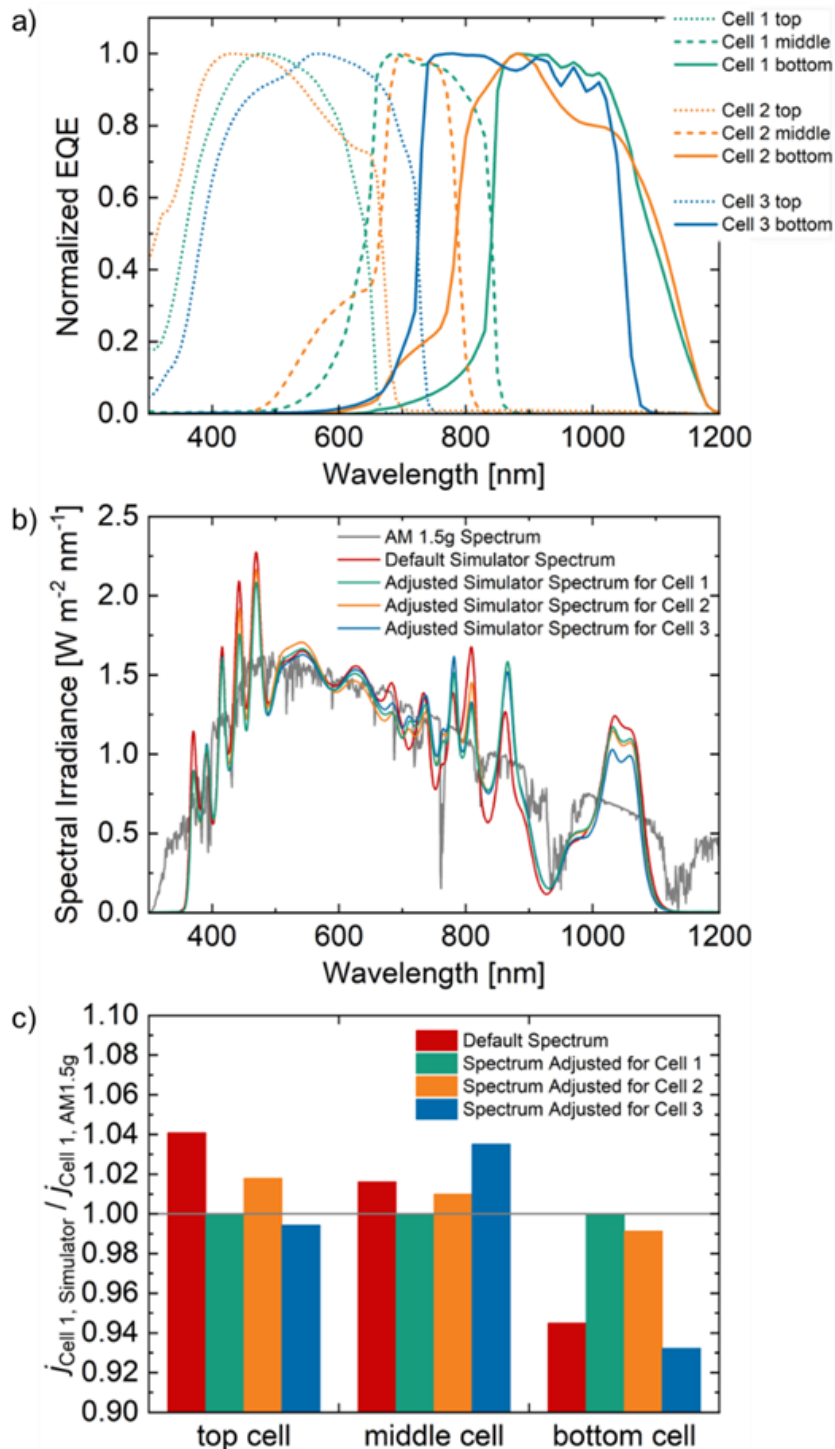 a)
Cell 1 top
Cell 1 middle
Cell 1 bottom
Cell 2 top
Cell 2 middle
Cell 2 bottom
Cell 3 top
Cell 3 bottom
Normalized EQE
1.0
0.8
0.6
0.4
0.2
0.0
400 600 800 1000 1200
Wavelength [nm]
b)
AM 1.5g Spectrum
Default Simulator Spectrum
Adjusted Simulator Spectrum for Cell 1
Adjusted Simulator Spectrum for Cell 2
Adjusted Simulator Spectrum for Cell 3
Spectral Irradiance [W m⁻² nm⁻¹]
2.5
2.0
1.5
1.0
0.5
0.0
400 600 800 1000 1200
Wavelength [nm]
c)
Default Spectrum
Spectrum Adjusted for Cell 1
Spectrum Adjusted for Cell 2
Spectrum Adjusted for Cell 3
j Cell 1, Simulator / j Cell 1, AM1.5g
1.10
1.08
1.06
1.04
1.02
1.00
0.98
0.96
0.94
0.92
0.90
top cell middle cell bottom cell